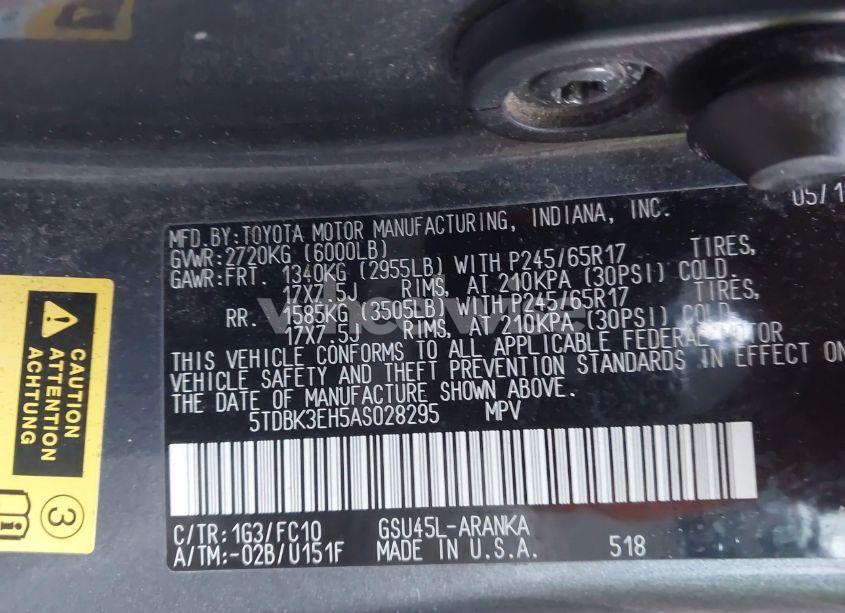 05/1
MFD.BY:TOYOTA MOTOR MANUFACTURING, INDIANA, INC.
GVWR:2720KG (6000LB)
GAWR:FRT. 1340KG (2955LB) WITH P245/65R17 TIRES,
17X7.5J RIMS, AT 210KPA (30PSI) COLD.
RR. 1585KG (3505LB) WITH P245/65R17 TIRES,
17X7.5J RIMS, AT 210KPA (30PSI) COLD.
THIS VEHICLE CONFORMS TO ALL APPLICABLE FEDERAL MOTOR
VEHICLE SAFETY AND THEFT PREVENTION STANDARDS IN EFFECT ON
THE DATE OF MANUFACTURE SHOWN ABOVE.
5TDBK3EH5AS028295 MPV
C/TR:1G3/FC10 GSU45L-ARANKA
A/TM:-02B/U151F MADE IN U.S.A. 518
CAUTION
ATTENTION
ACHTUNG
3